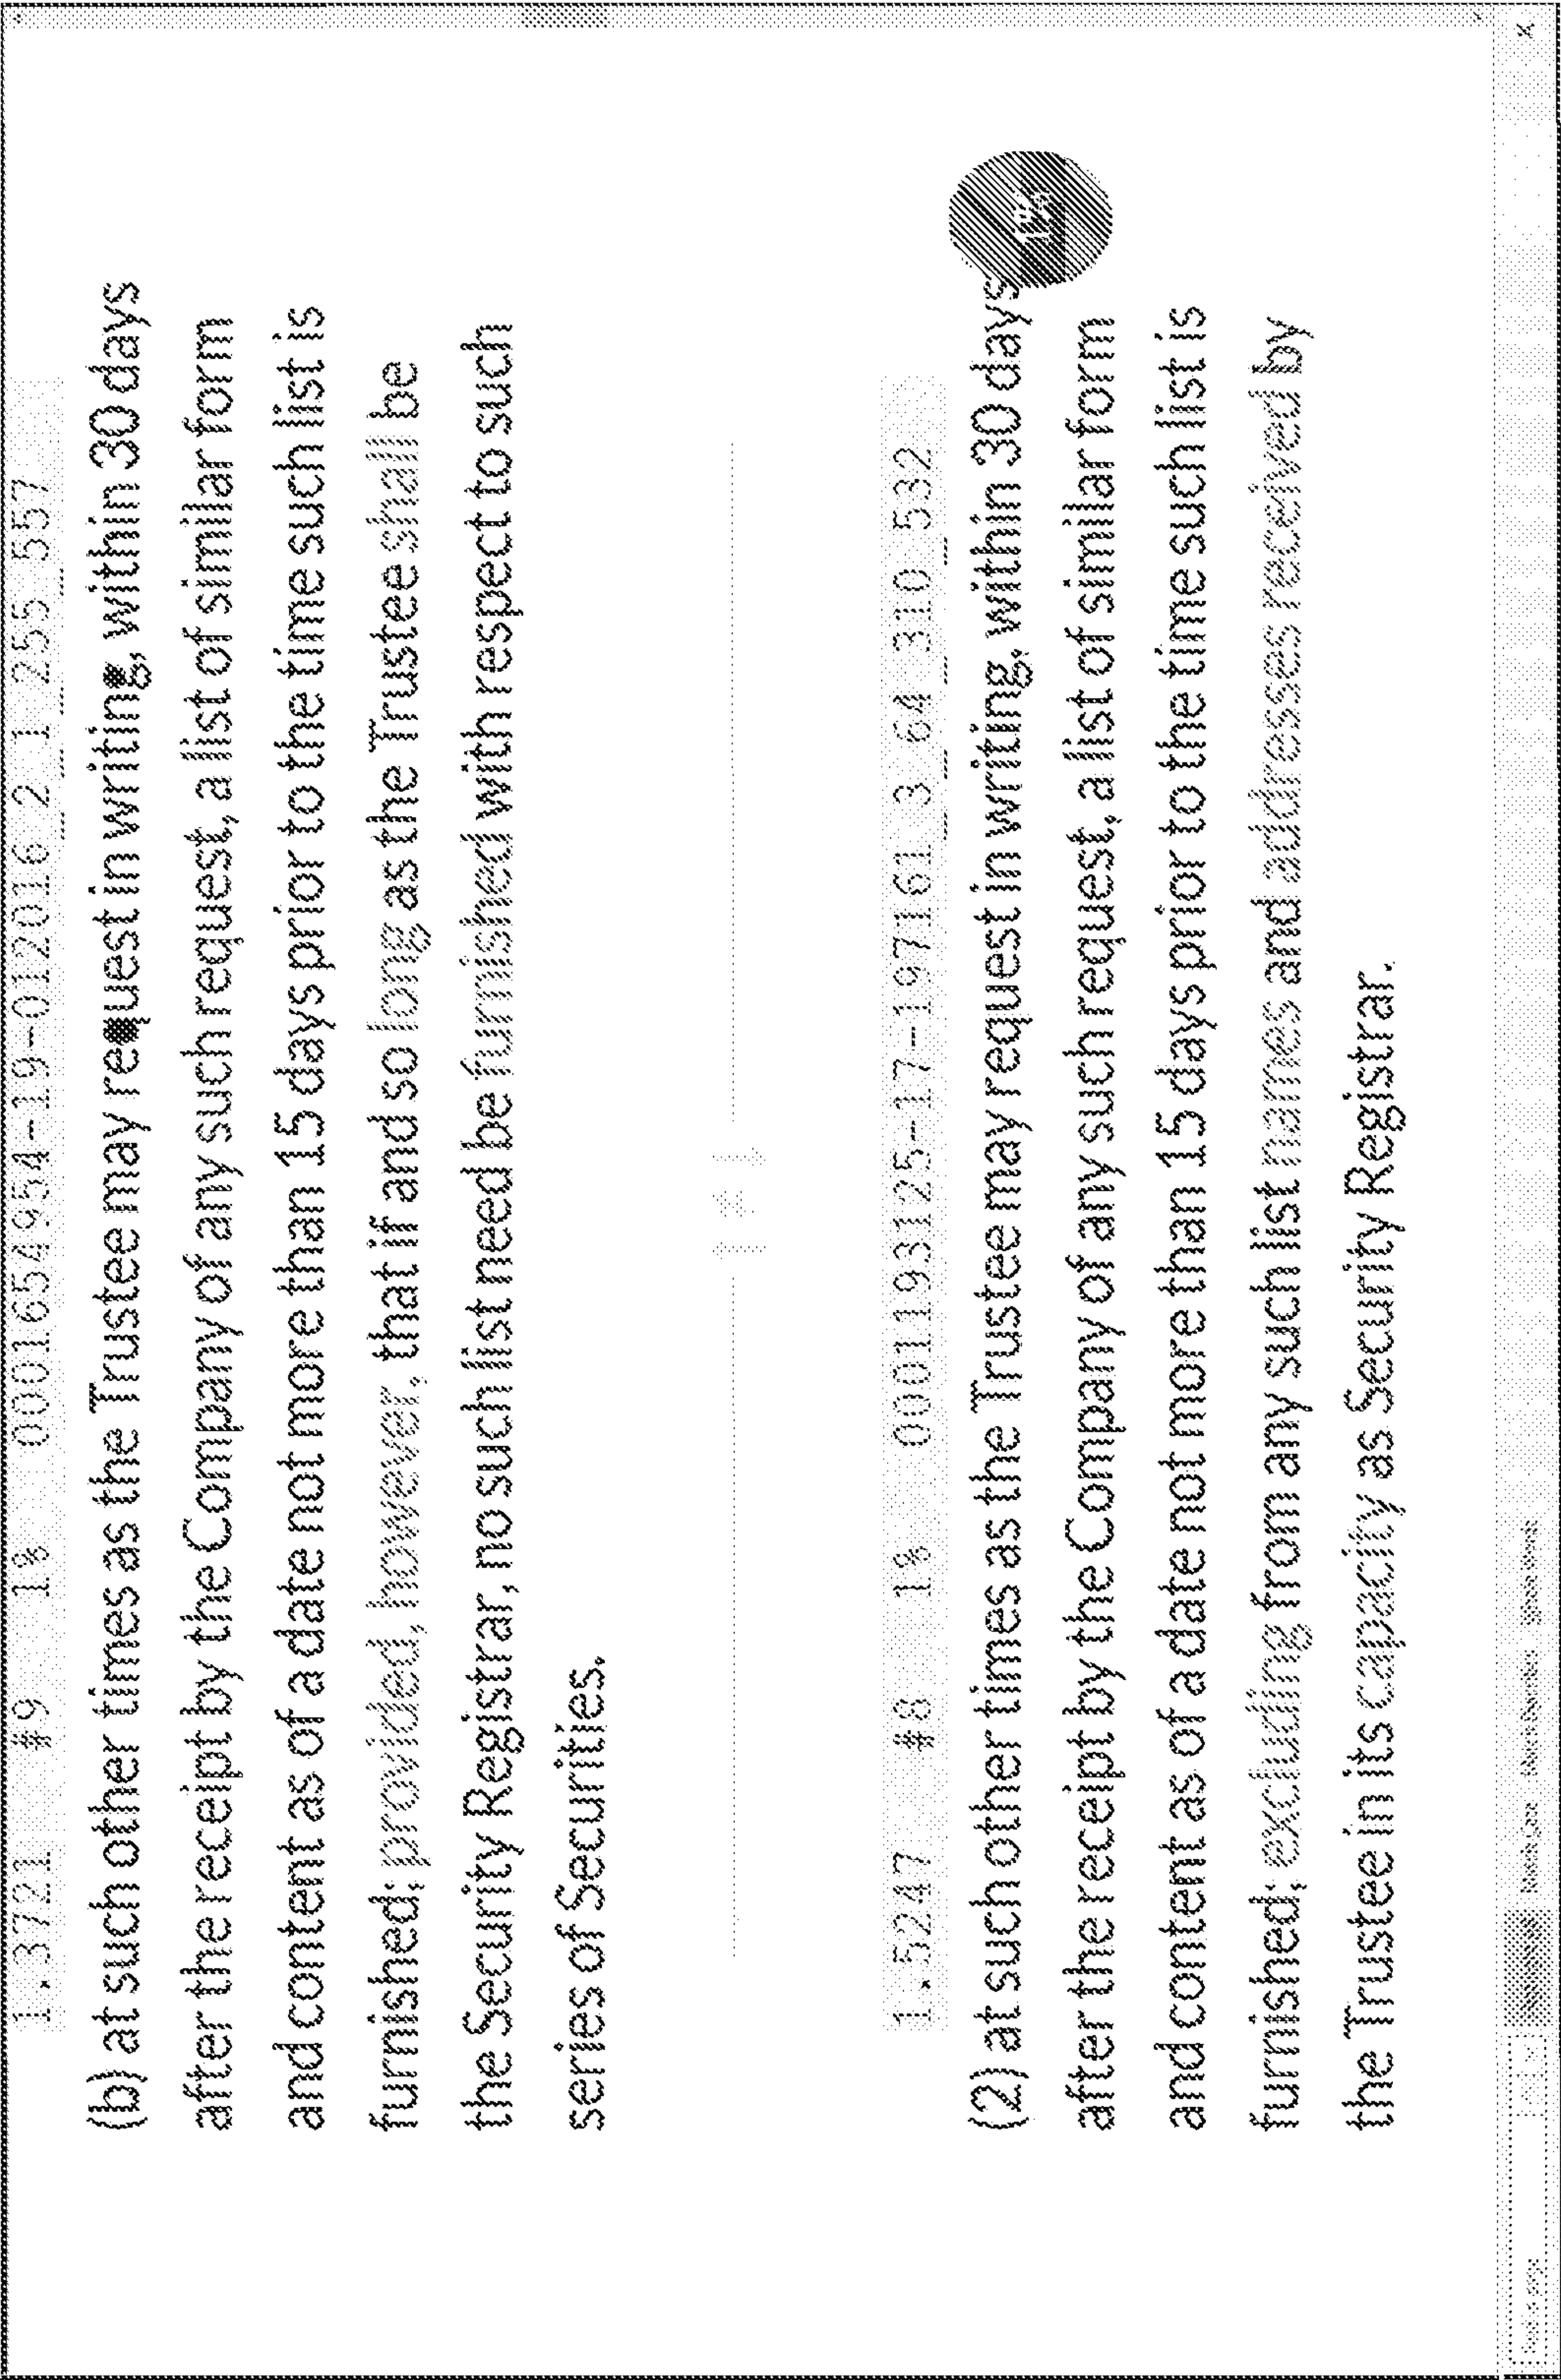 1.3721 #9 1% 0001654954-19-012016_2_1_255_557
(b) at such other times as the Trustee may request in writing, within 30 days
after the receipt by the Company of any such request, a list of similar form
and content as of a date not more than 15 days prior to the time such list is
furnished; provided, however, that if and so long as the Trustee shall be
the Security Registrar, no such list need be furnished with respect to such
series of Securities.
1.5247 #8 1% 0001193125-17-197161_3_64_310_532
(2) at such other times as the Trustee may request in writing, within 30 days
after the receipt by the Company of any such request, a list of similar form
and content as of a date not more than 15 days prior to the time such list is
furnished; excluding from any such list names and addresses received by
the Trustee in its capacity as Security Registrar.